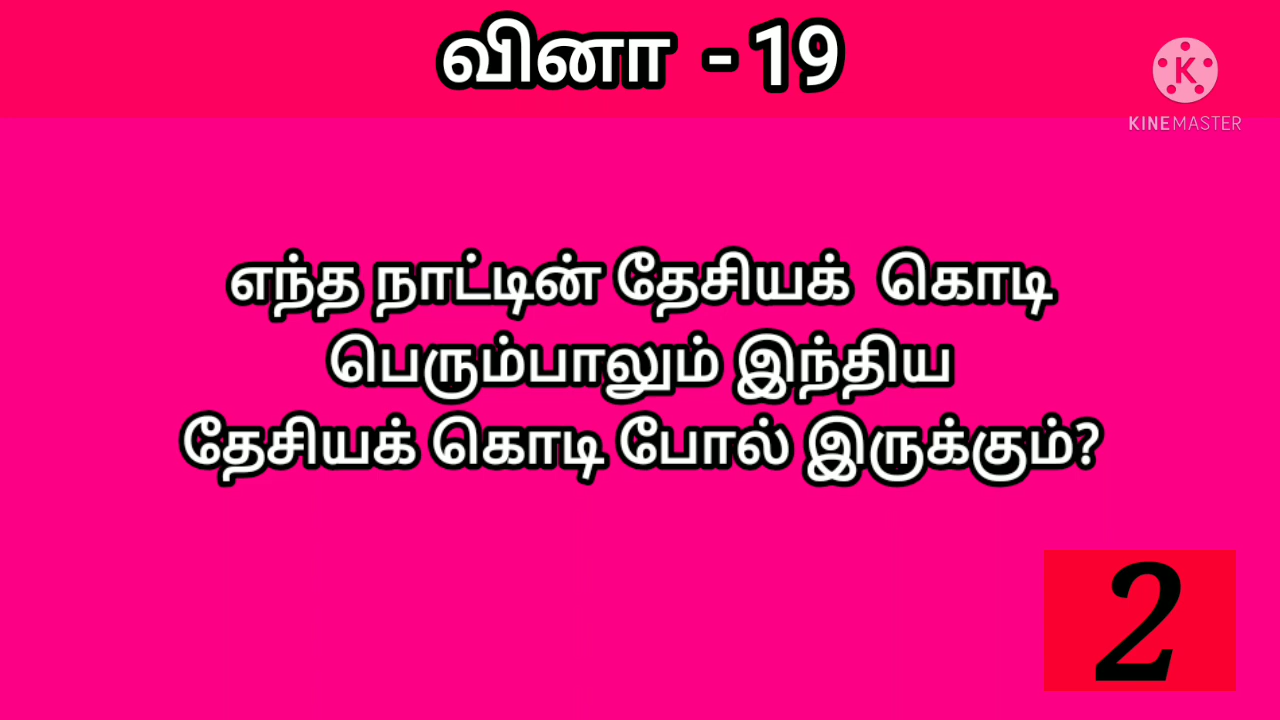 வினா - 19
K
KINEMASTER
எந்த நாட்டின் தேசியக் கொடி
பெரும்பாலும் இந்திய
தேசியக் கொடி போல் இருக்கும்?
2